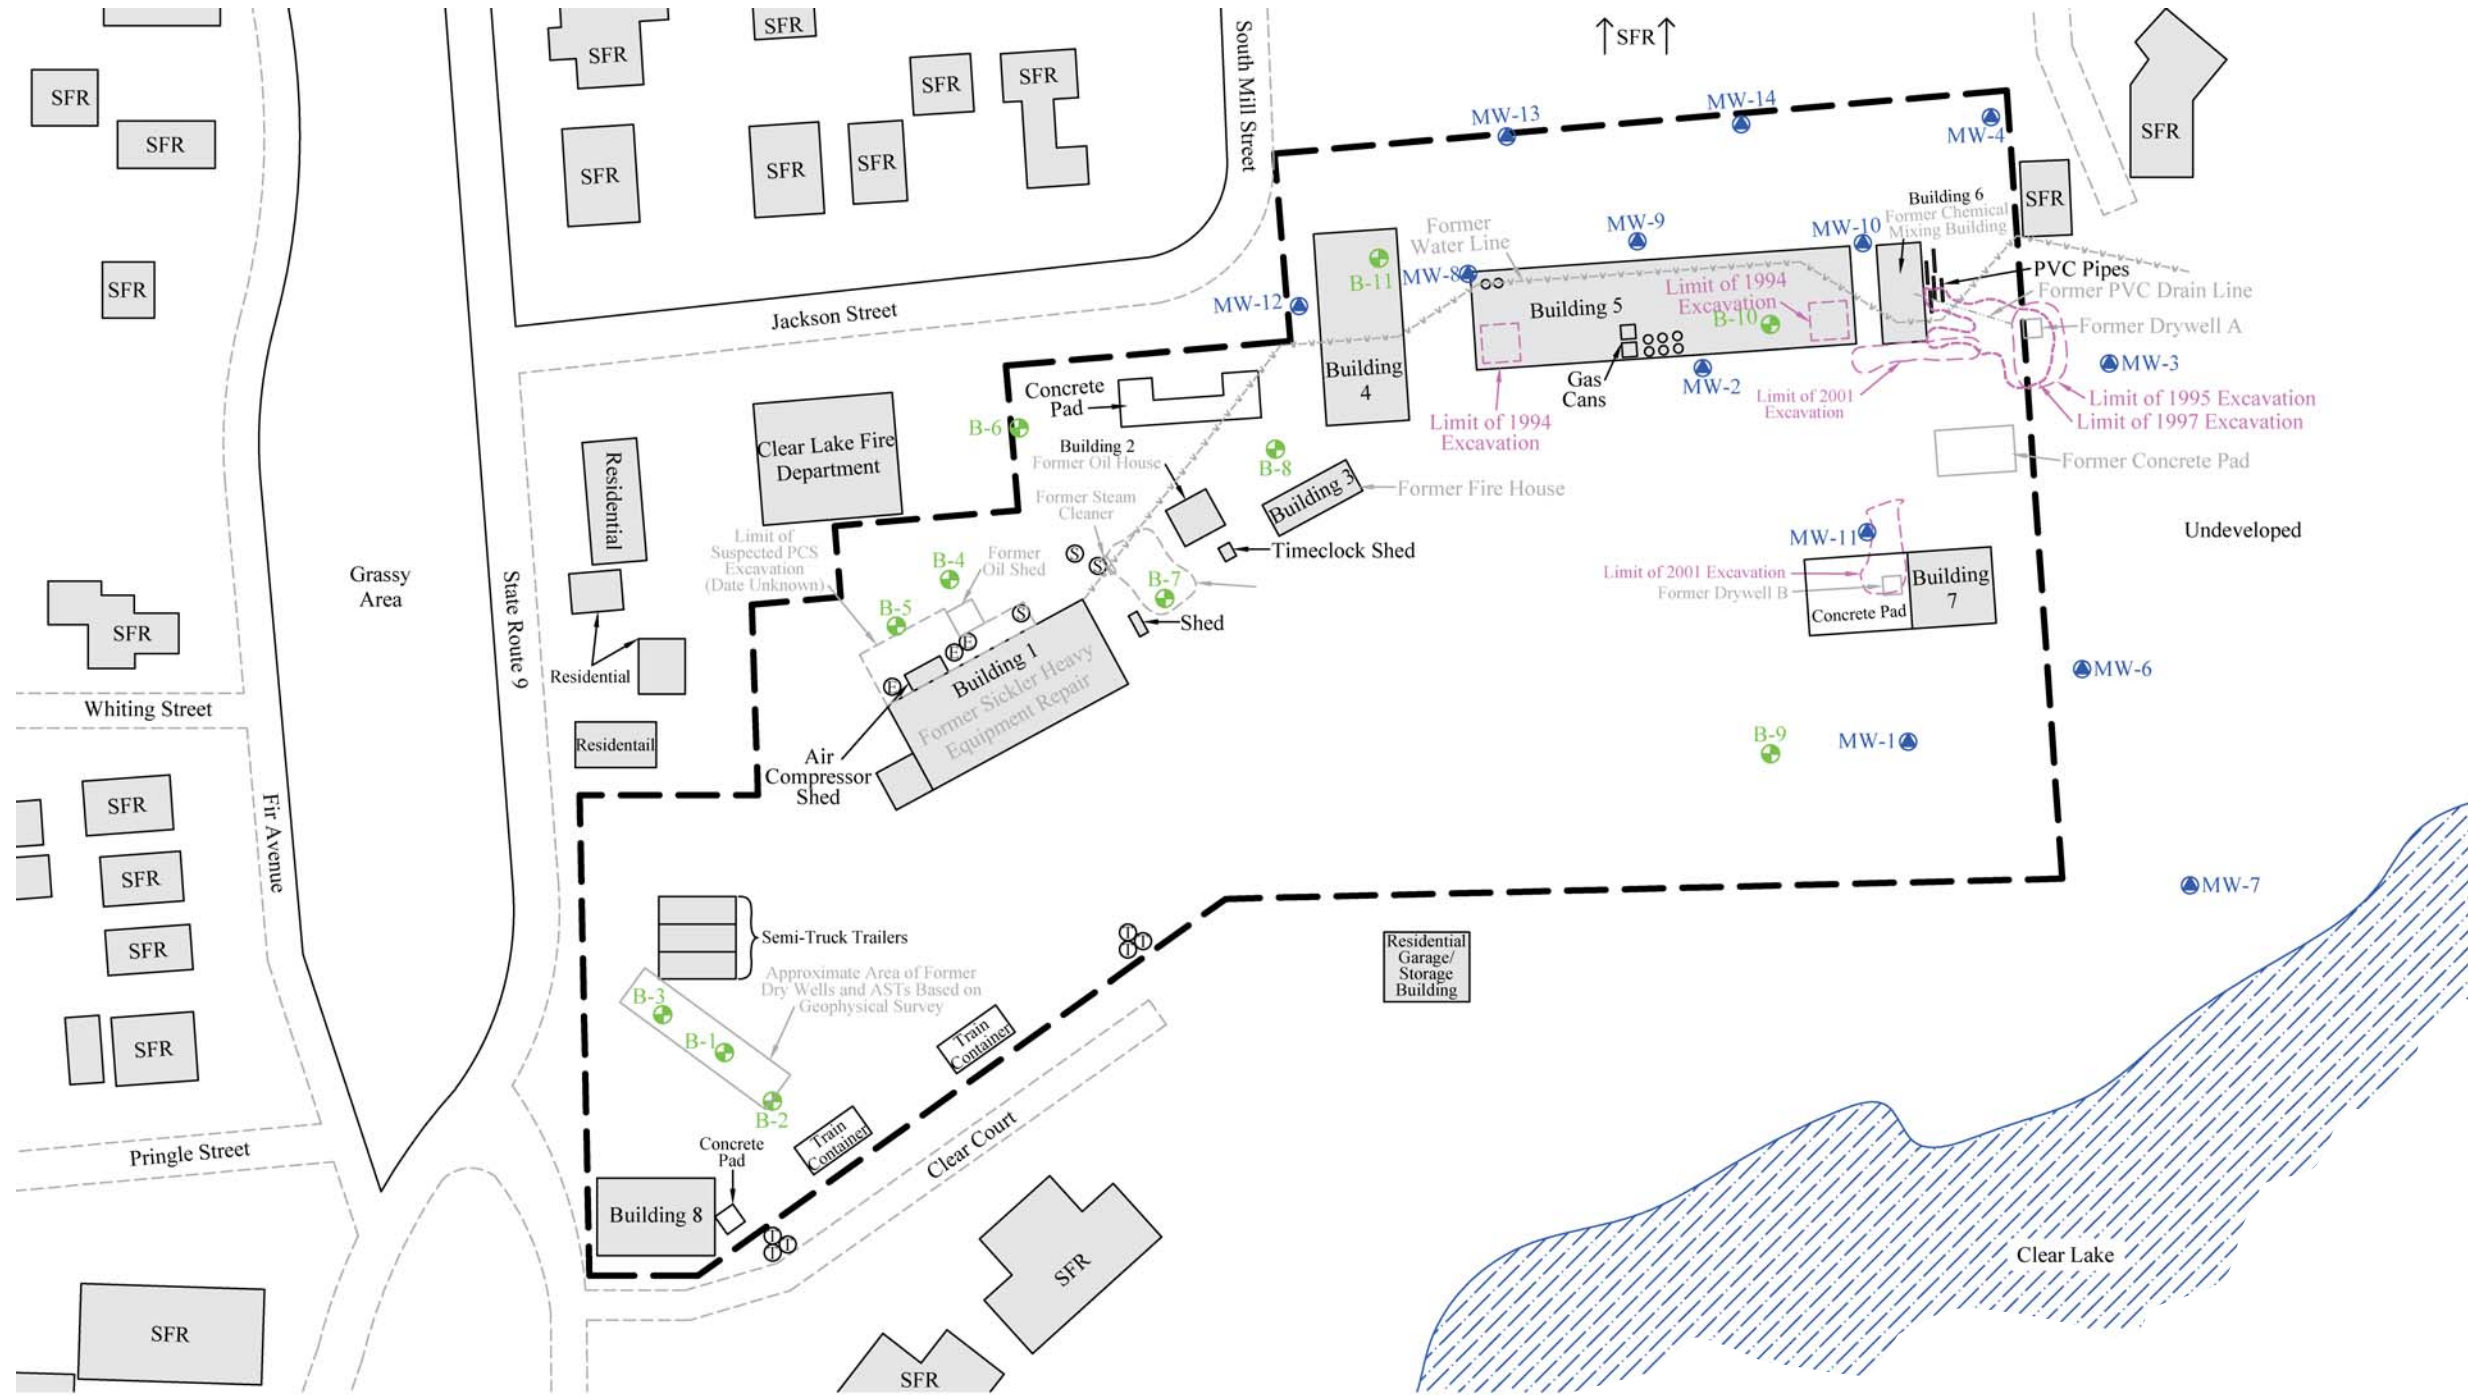 SFR
SFR
SFR
SFR
SFR
SFR
SFR
SFR
SFR
SFR
SFR
South Mill Street
↑SFR↑
SFR
SFR
MW-13
MW-14
MW-4
Jackson Street
MW-12
B-11
Building
4
Former
Water Line
MW-8
MW-9
MW-10
Building 6
Former Chemical
Mixing Building
Building 5
Limit of 1994
Excavation
B-10
Gas
Cans
MW-2
Limit of 1994
Excavation
PVC Pipes
Former PVC Drain Line
Former Drywell A
MW-3
Limit of 2001
Excavation
Limit of 1995 Excavation
Limit of 1997 Excavation
Former Concrete Pad
Undeveloped
Clear Lake Fire
Department
B-6
Concrete
Pad
Building 2
Former Oil House
B-8
Building 3
Former Fire House
Former Steam
Cleaner
S
S
Timeclock Shed
B-7
Shed
Limit of
Suspected PCS
Excavation
(Date Unknown)
B-4
Former
Oil Shed
B-5
S
E
E
E
Building 1
Former Sickler Heavy
Equipment Repair
Air
Compressor
Shed
MW-11
Limit of 2001 Excavation
Former Drywell B
Concrete Pad
Building
7
MW-6
B-9
MW-1
MW-7
Grassy
Area
State Route 9
Residential
Residential
Residentail
SFR
Whiting Street
Fir Avenue
SFR
SFR
SFR
SFR
Pringle Street
SFR
Semi-Truck Trailers
Approximate Area of Former
Dry Wells and ASTs Based on
Geophysical Survey
B-3
B-1
B-2
Concrete
Pad
Building 8
Train
Container
Train
Container
T
T
T
T
T
T
Clear Court
Residential
Garage/
Storage
Building
SFR
SFR
Clear Lake